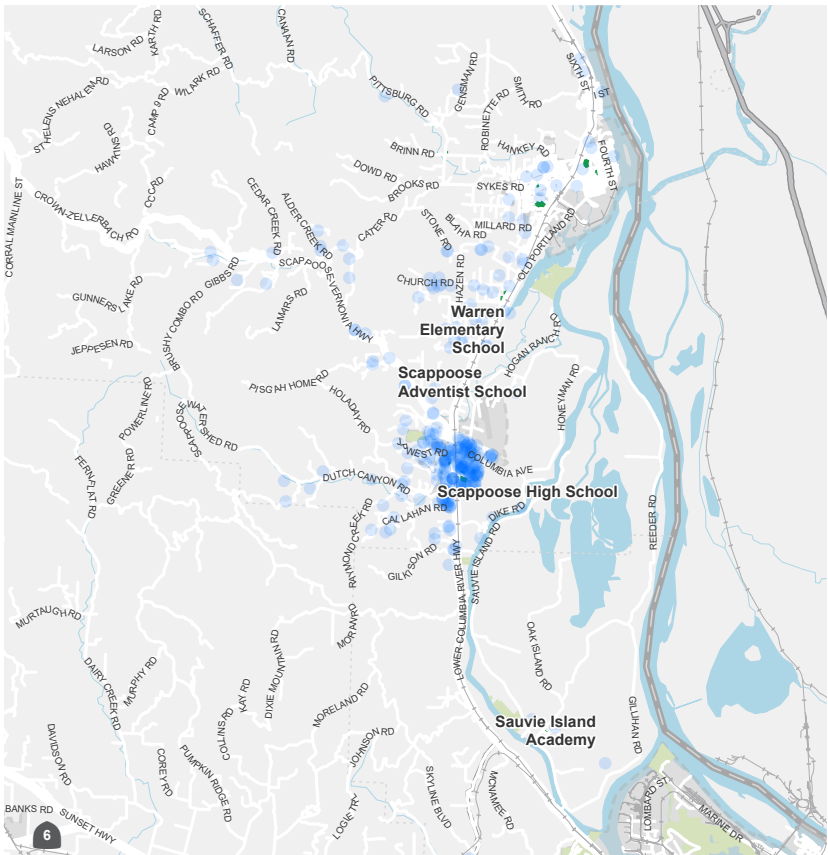 LARSON RD
KARTH RD
SCHAFFER RD
CANAAN RD
SIXTH ST
1 ST
ST HELENS NEHALEM RD
CAMP 9 RD
WLARK RD
PITTSBURG RD
GENSMAN RD
ROBINETTE RD
SMITH RD
HAWKINS RD
BRINN RD
HANKEY RD
FOURTH ST
DOWD RD
BROOKS RD
SYKES RD
CCC RD
CORRAL MAINLINE ST
CROWN-ZELLERBACH RD
CEDAR CREEK RD
ALDER CREEK RD
CATER RD
STONE RD
BLAHA RD
MILLARD RD
OLD PORTLAND RD
SCAPPOOSE-VERNONIA HWY
GIBBS RD
CHURCH RD
HAZEN RD
GUNNERS LAKE RD
BRUSHY COMBO RD
LAMARS RD
Warren
Elementary
School
JEPPESEN RD
HOGAN RANCH RD
Scappoose
Adventist School
PISGAH HOME RD
HOLADAY RD
HONEYMAN RD
POWERLINE RD
SCAPPOOSE
WATERSHED RD
JP WEST RD
COLUMBIA AVE
FERN FLAT RD
GREENER RD
DUTCH CANYON RD
Scappoose High School
CALLAHAN RD
DIKE RD
REEDER RD
RAYMOND CREEK RD
GILKISON RD
SAUVIE ISLAND RD
LOWER COLUMBIA RIVER HWY
MURTAUGH RD
MORAN RD
OAK ISLAND RD
DAIRY CREEK RD
MURPHY RD
KAY RD
DIXIE MOUNTAIN RD
MORELAND RD
GILLIHAN RD
Sauvie Island
Academy
DAVIDSON RD
COREY RD
COLLINS RD
PUMPKIN RIDGE RD
JOHNSON RD
SKYLINE BLVD
MCNAMEE RD
LOGIE TRY
LOMBARD ST
MARINE DR
BANKS RD
SUNSET HWY
6